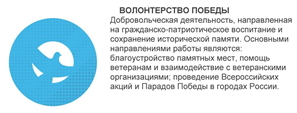 ВОЛОНТЕРСТВО ПОБЕДЫ
Добровольческая деятельность, направленная
на гражданско-патриотическое воспитание и
сохранение исторической памяти. Основными
направлениями работы являются:
благоустройство памятных мест, помощь
ветеранам и взаимодействие с ветеранскими
организациями; проведение Всероссийских
акций и Парадов Победы в городах России.